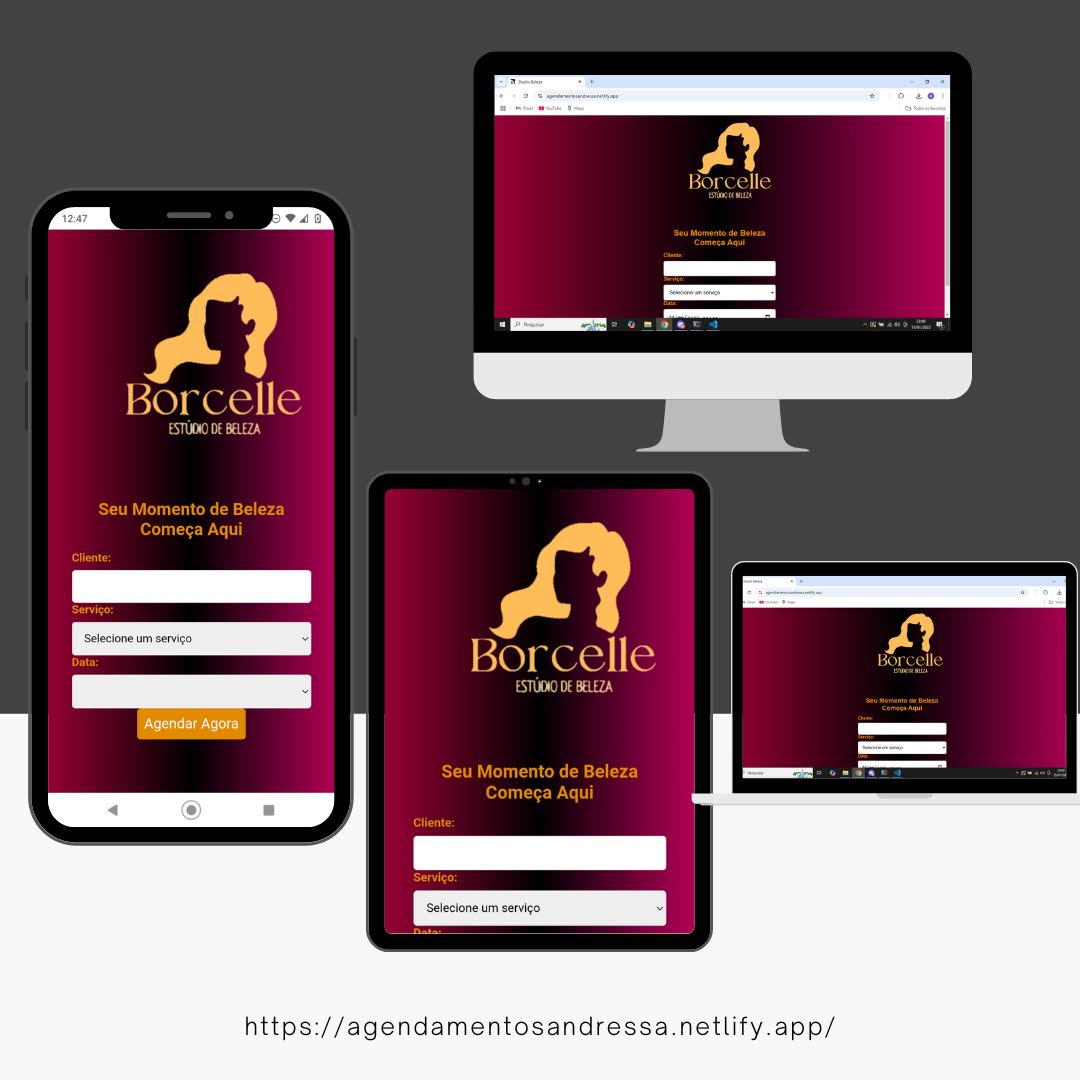 12:47
Borcelle
ESTÚDIO DE BELEZA
Seu Momento de Beleza
Começa Aqui
Cliente:
Serviço:
Selecione um serviço
Data:
Agendar Agora
Studio Beleza
agendamentosandressa.netlify.app
Gmail YouTube Maps
Todos os favoritos
Borcelle
ESTÚDIO DE BELEZA
Seu Momento de Beleza
Começa Aqui
Cliente:
Serviço:
Selecione um serviço
Data:
Pesquisar
15/01/2025
Borcelle
ESTÚDIO DE BELEZA
Seu Momento de Beleza
Começa Aqui
Cliente:
Serviço:
Selecione um serviço
Data:
agendamentosandressa.netlify.app
YouTube Maps
Borcelle
ESTÚDIO DE BELEZA
Seu Momento de Beleza
Começa Aqui
Cliente:
Serviço:
Selecione um serviço
Data:
Pesquisar
https://agendamentosandressa.netlify.app/